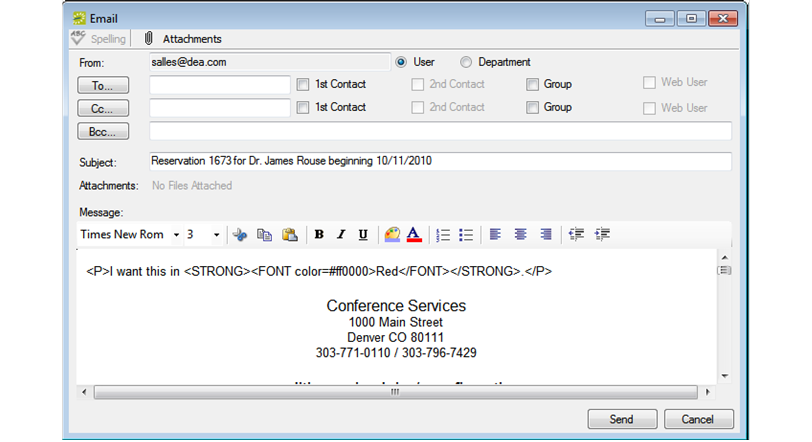 Email
ABC Spelling Attachments
From: salles@dea.com User Department
To... 1st Contact 2nd Contact Group Web User
Cc... 1st Contact 2nd Contact Group Web User
Bcc...
Subject: Reservation 1673 for Dr. James Rouse beginning 10/11/2010
Attachments: No Files Attached
Message:
Times New Rom 3 B I U A
<P>I want this in <STRONG><FONT color=#ff0000>Red</FONT></STRONG>.</P>
Conference Services
1000 Main Street
Denver CO 80111
303-771-0110 / 303-796-7429
Send Cancel